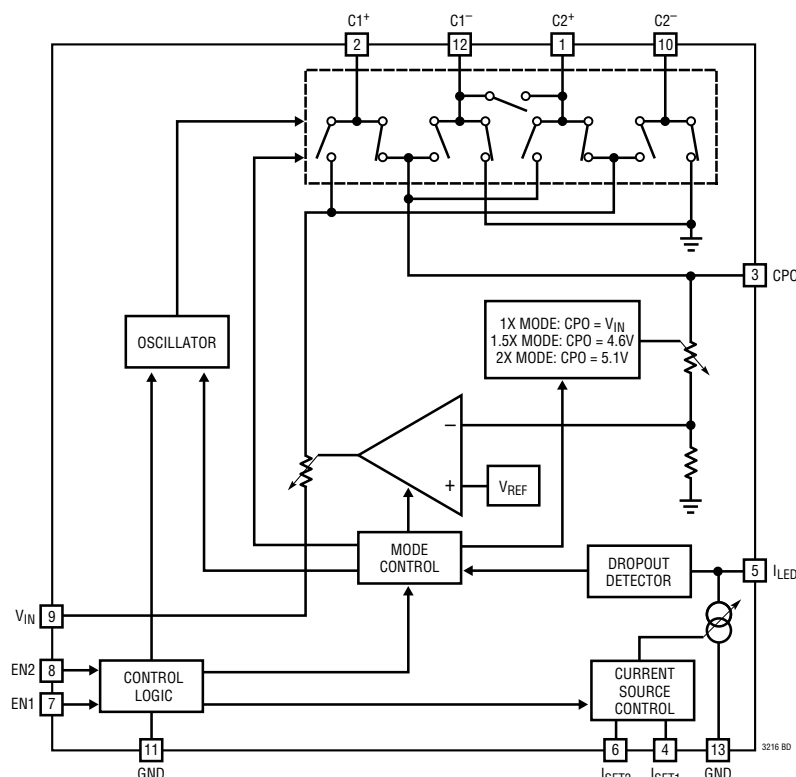 C1+ C1– C2+ C2–
2 12 1 10
3 CPO
OSCILLATOR
1X MODE: CPO = VIN
1.5X MODE: CPO = 4.6V
2X MODE: CPO = 5.1V
–
+
VREF
MODE
CONTROL
DROPOUT
DETECTOR
5 ILED
VIN 9
EN2 8
EN1 7
CONTROL
LOGIC
CURRENT
SOURCE
CONTROL
11 6 4 13
GND ISET2 ISET1 GND
3216 BD